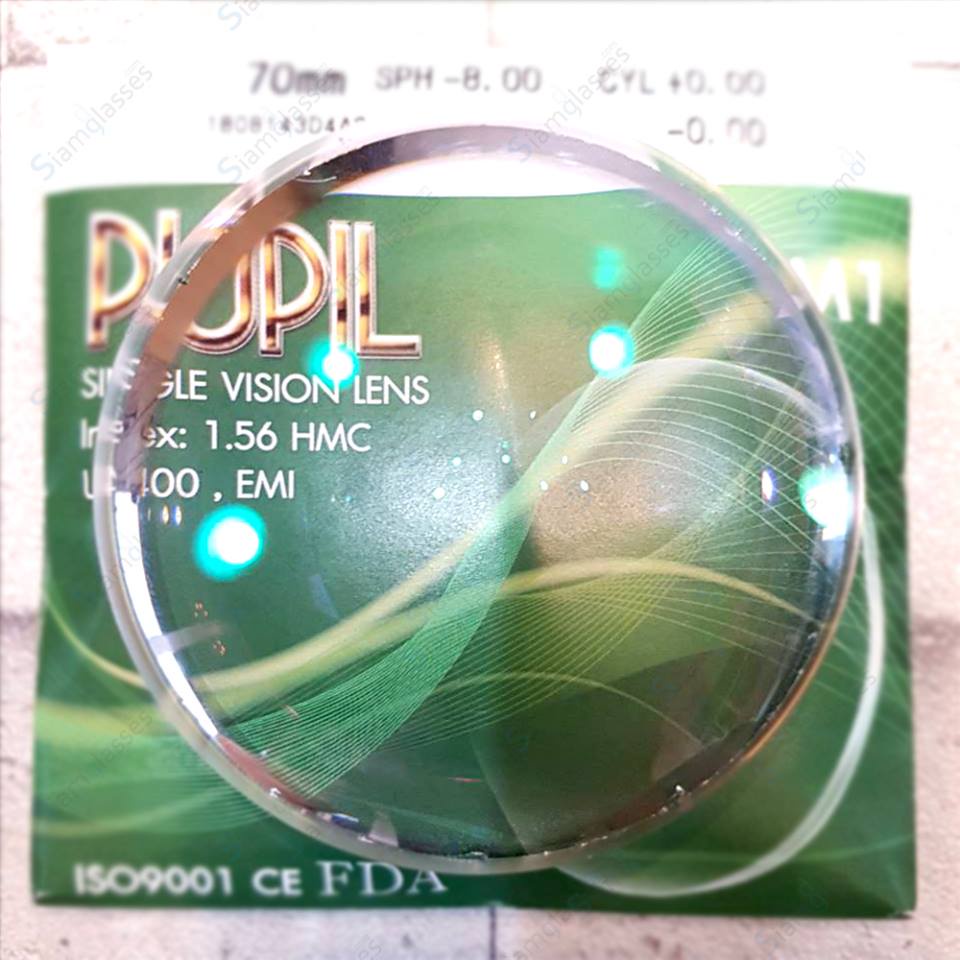 70mm SPH -8.00 CYL +0.00
-0.00
PUPIL
SINGLE VISION LENS
Index: 1.56 HMC
UV400 , EMI
ISO9001 CE FDA
Siamglasses